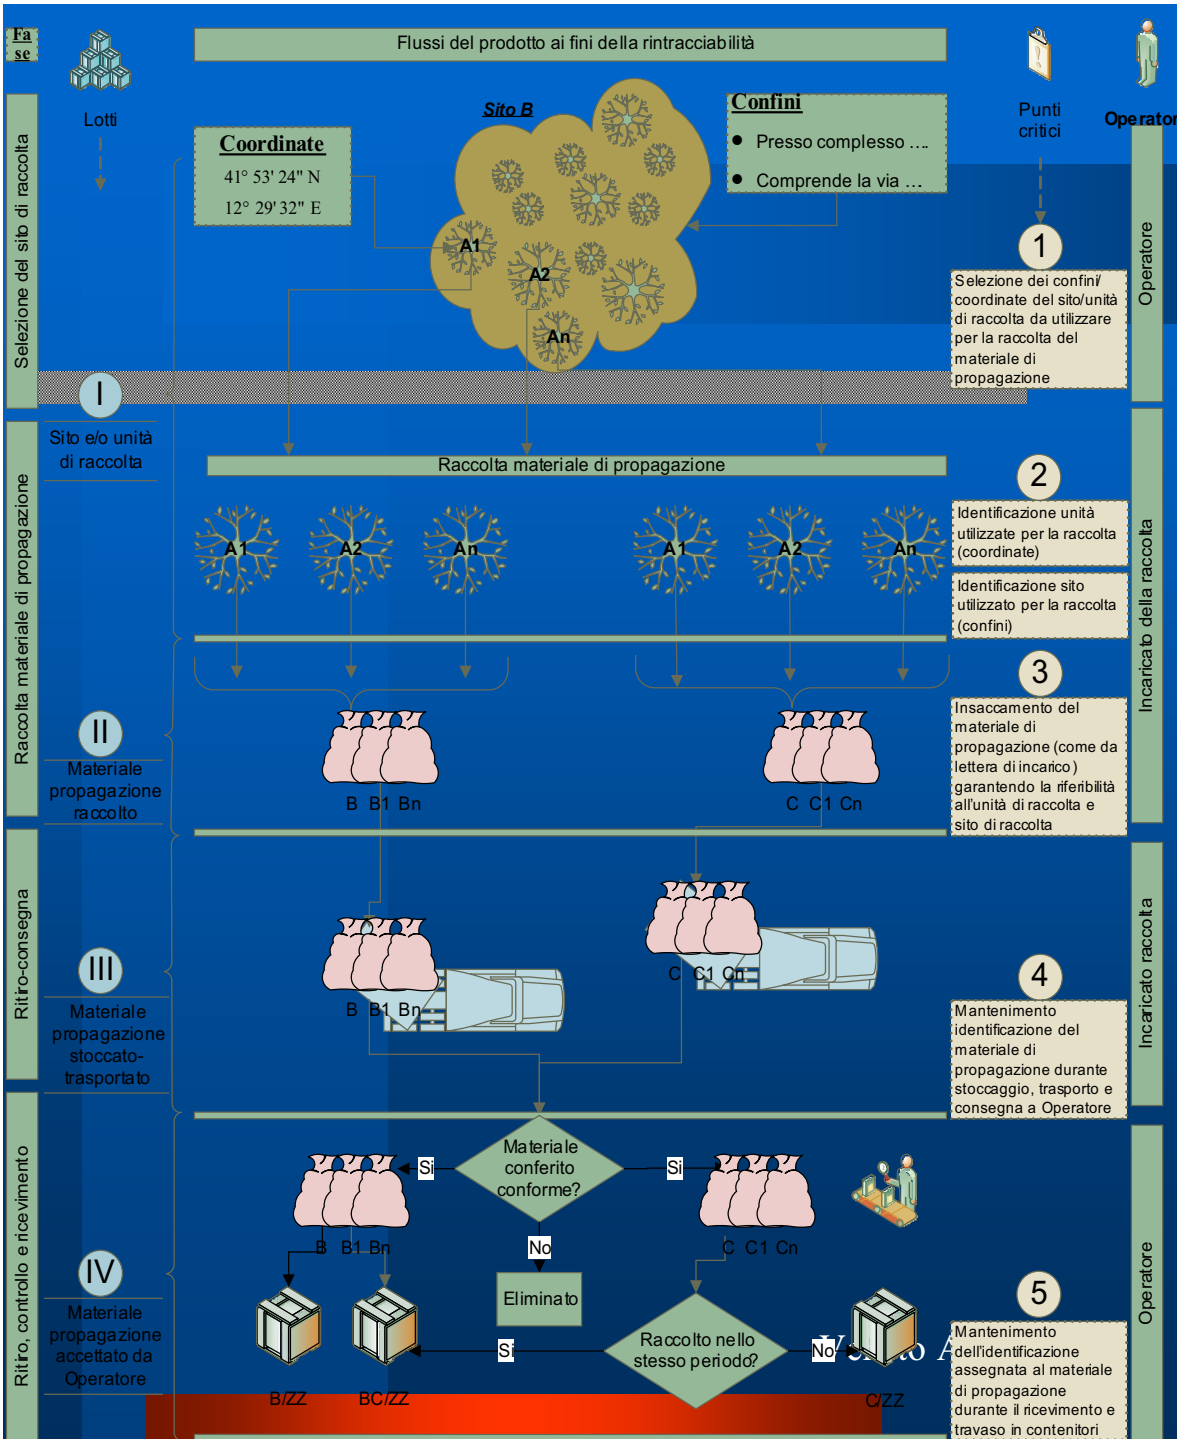 Fa
se
Flussi del prodotto ai fini della rintracciabilità
Lotti
Punti
critici
Operator
Selezione del sito di raccolta
Coordinate
41° 53' 24" N
12° 29' 32" E
Sito B
Confini
● Presso complesso ….
● Comprende la via …
A1
A2
An
1
Selezione dei confini/
coordinate del sito/unità
di raccolta da utilizzare
per la raccolta del
materiale di
propagazione
Operatore
I
Sito e/o unità
di raccolta
Raccolta materiale di propagazione
Raccolta materiale di propagazione
A1
A2
An
A1
A2
An
2
Identificazione unità
utilizzate per la raccolta
(coordinate)
Identificazione sito
utilizzato per la raccolta
(confini)
Incaricato della raccolta
II
Materiale
propagazione
raccolto
B B1 Bn
C C1 Cn
3
Insaccamento del
materiale di
propagazione (come da
lettera di incarico)
garantendo la riferibilità
all'unità di raccolta e
sito di raccolta
Ritiro-consegna
III
Materiale
propagazione
stoccato-
trasportato
B B1 Bn
C C1 Cn
4
Mantenimento
identificazione del
materiale di
propagazione durante
stoccaggio, trasporto e
consegna a Operatore
Incaricato raccolta
Ritiro, controllo e ricevimento
Materiale
conferito
conforme?
Si
Si
No
B B1 Bn
C C1 Cn
IV
Materiale
propagazione
accettato da
Operatore
Eliminato
Raccolto nello
stesso periodo?
Si
No
B/ZZ
BC/ZZ
C/ZZ
5
Mantenimento
dell'identificazione
assegnata al materiale
di propagazione
durante il ricevimento e
travaso in contenitori
Operatore